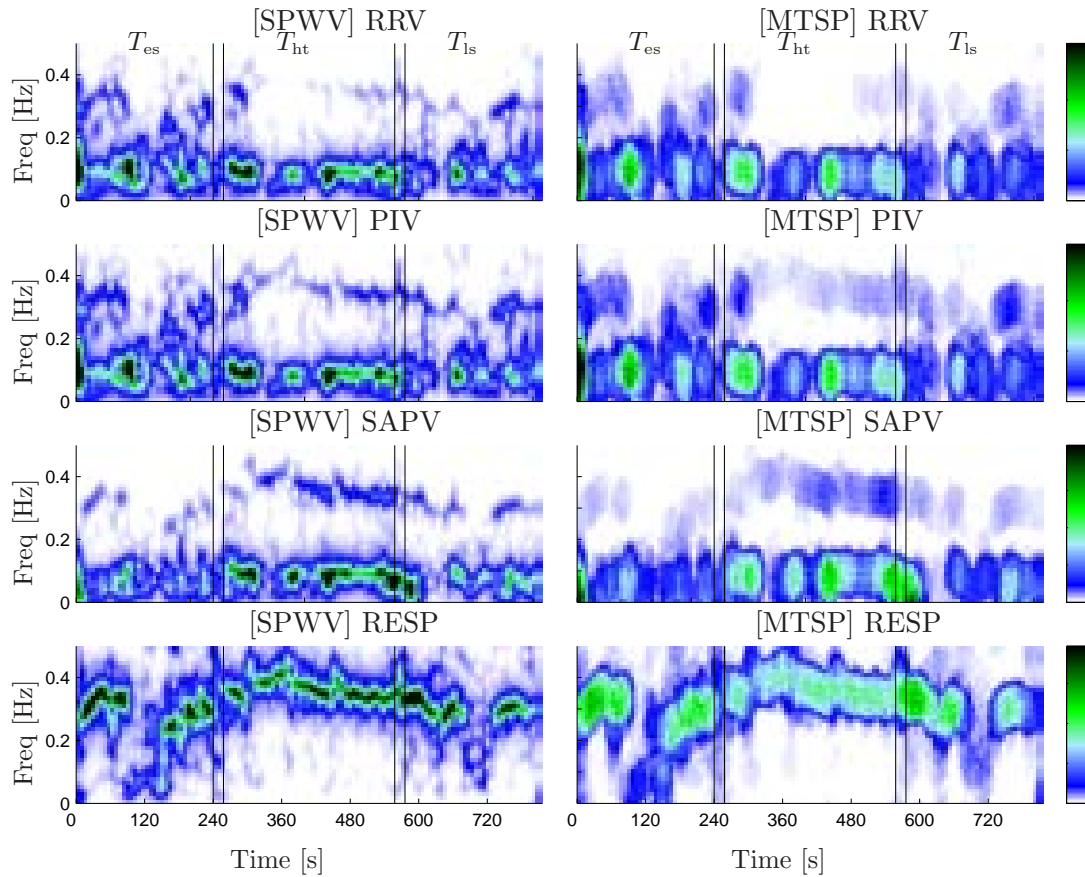 [SPWV] RRV
[MTSP] RRV
T_es T_ht T_ls
T_es T_ht T_ls
Freq [Hz]
0.4
0.2
0
[SPWV] PIV
[MTSP] PIV
Freq [Hz]
0.4
0.2
0
[SPWV] SAPV
[MTSP] SAPV
Freq [Hz]
0.4
0.2
0
[SPWV] RESP
[MTSP] RESP
Freq [Hz]
0.4
0.2
0
0 120 240 360 480 600 720
0 120 240 360 480 600 720
Time [s]
Time [s]